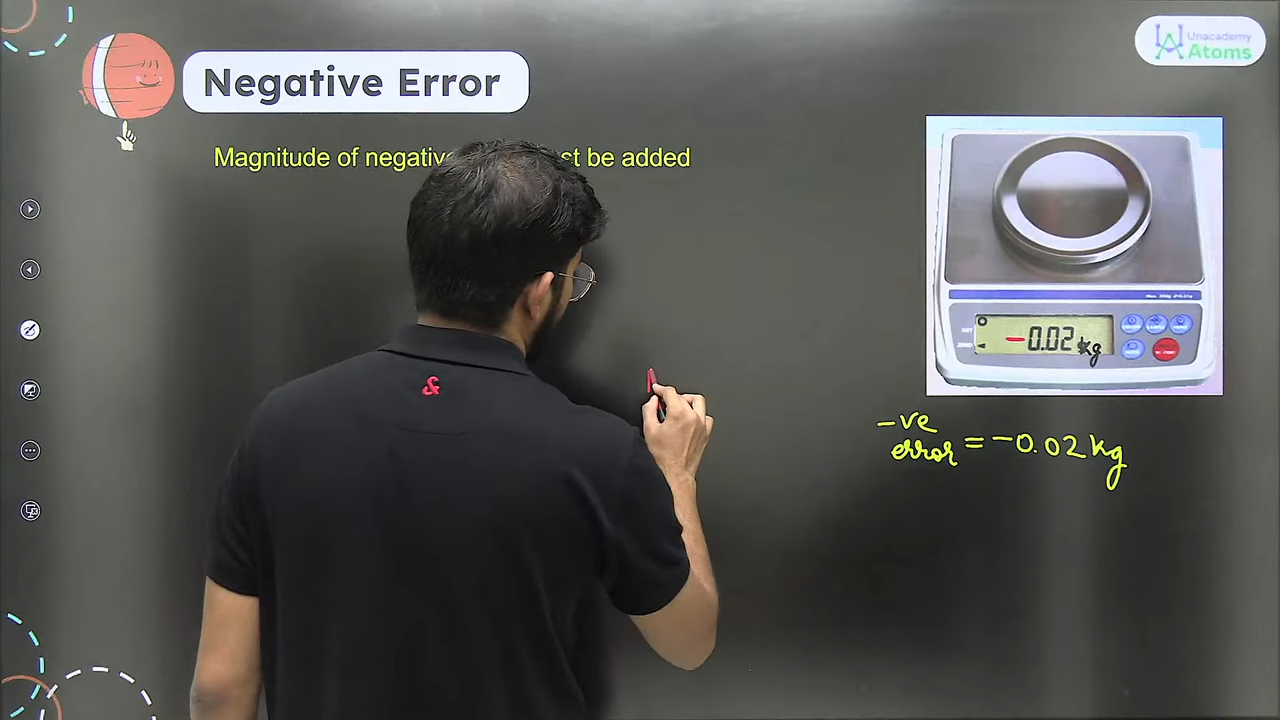 Unacademy
Atoms
Negative Error
Magnitude of negativ st be added
-0.02 kg
-ve
error = -0.02 kg
&